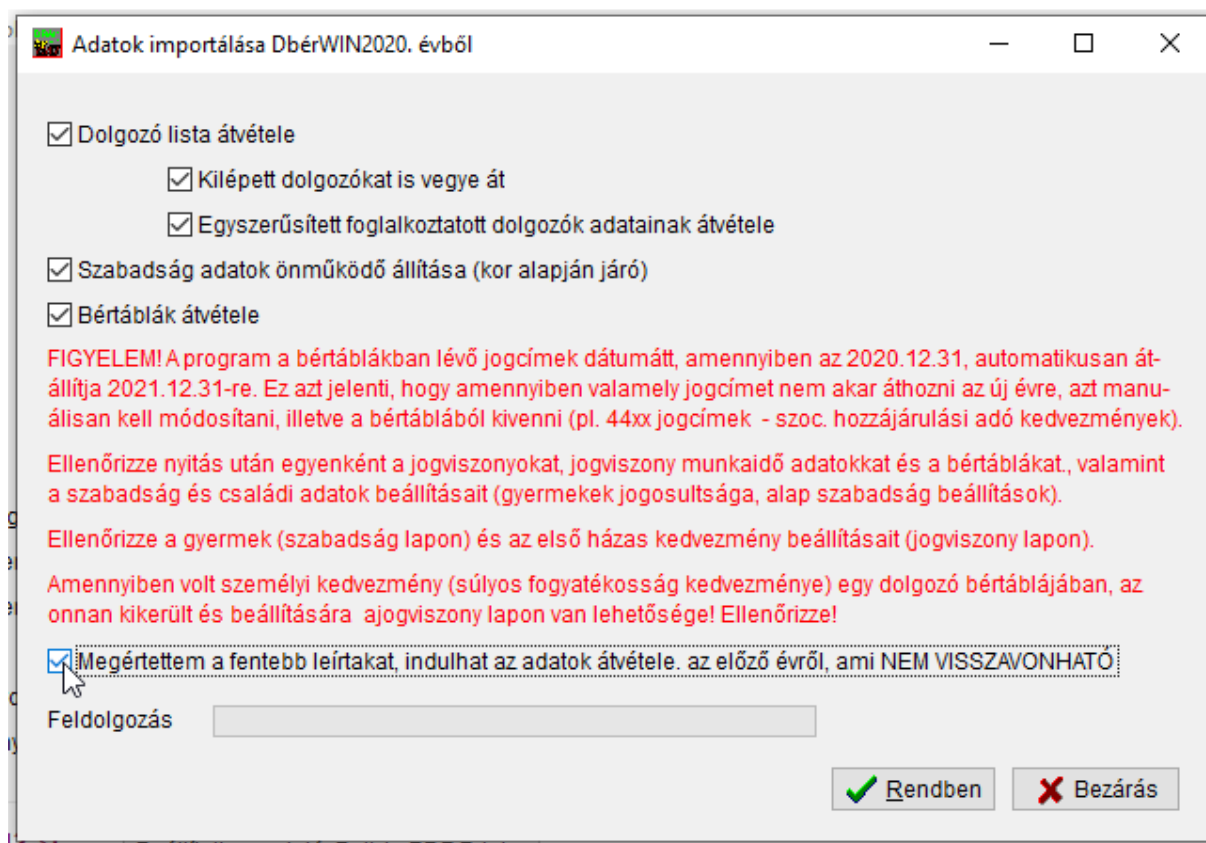 Adatok importálása DbérWIN2020. évből
Dolgozó lista átvétele
Kilépett dolgozókat is vegye át
Egyszerűsített foglalkoztatott dolgozók adatainak átvétele
Szabadság adatok önműködő állítása (kor alapján járó)
Bértáblák átvétele
FIGYELEM! A program a bértáblákban lévő jogcímek dátumátt, amennyiben az 2020.12.31, automatikusan át-
állítja 2021.12.31-re. Ez azt jelenti, hogy amennyiben valamely jogcímet nem akar áthozni az új évre, azt manu-
álisan kell módosítani, illetve a bértáblából kivenni (pl. 44xx jogcímek - szoc. hozzájárulási adó kedvezmények).
Ellenőrizze nyitás után egyenként a jogviszonyokat, jogviszony munkaidő adatokkat és a bértáblákat., valamint
a szabadság és családi adatok beállításait (gyermekek jogosultsága, alap szabadság beállítások).
Ellenőrizze a gyermek (szabadság lapon) és az első házas kedvezmény beállításait (jogviszony lapon).
Amennyiben volt személyi kedvezmény (súlyos fogyatékosság kedvezménye) egy dolgozó bértáblájában, az
onnan kikerült és beállítására ajogviszony lapon van lehetősége! Ellenőrizze!
Megértettem a fentebb leírtakat, indulhat az adatok átvétele. az előző évről, ami NEM VISSZAVONHATÓ
Feldolgozás
Rendben
Bezárás